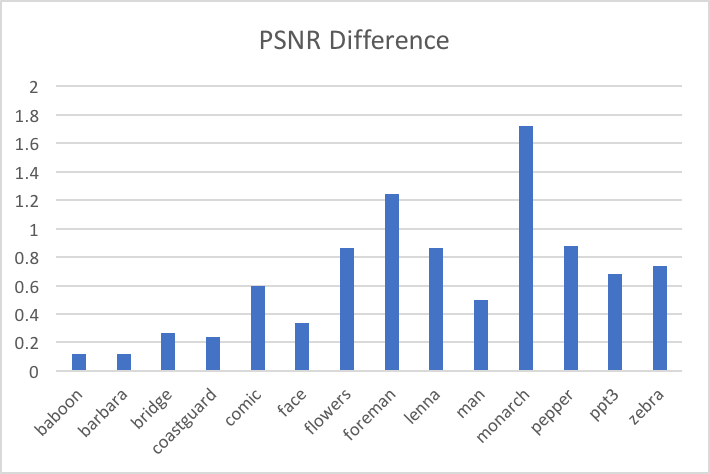 PSNR Difference
2
1.8
1.6
1.4
1.2
1
0.8
0.6
0.4
0.2
0
baboon
barbara
bridge
coastguard
comic
face
flowers
foreman
lenna
man
monarch
pepper
ppt3
zebra